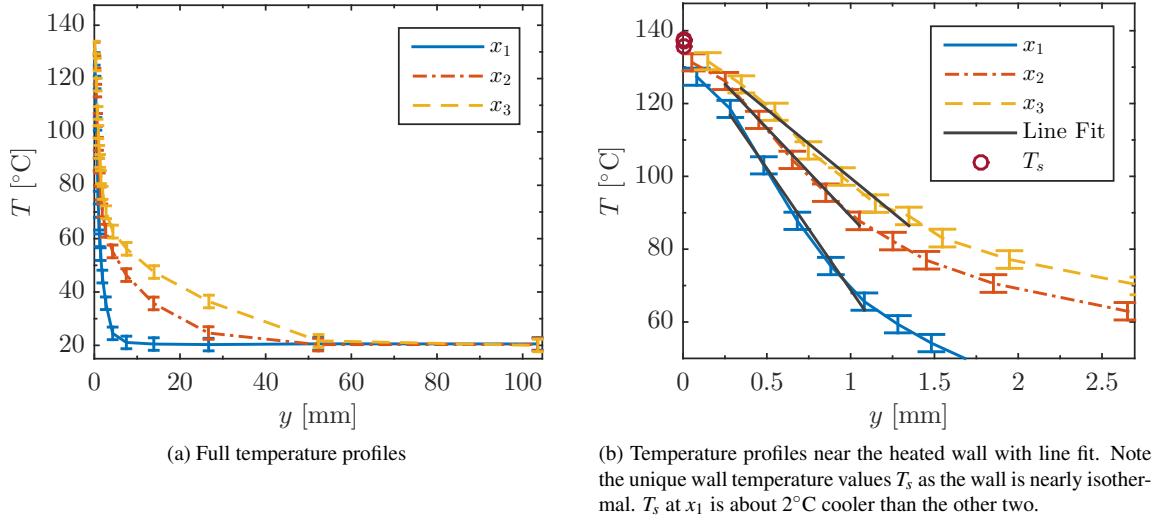 140
120
100
80
60
40
20
0 20 40 60 80 100
T [°C]
y [mm]
x₁
x₂
x₃
(a) Full temperature profiles
140
120
100
80
60
0 0.5 1 1.5 2 2.5
T [°C]
y [mm]
x₁
x₂
x₃
Line Fit
Tₛ
(b) Temperature profiles near the heated wall with line fit. Note
the unique wall temperature values Tₛ as the wall is nearly isother-
mal. Tₛ at x₁ is about 2°C cooler than the other two.